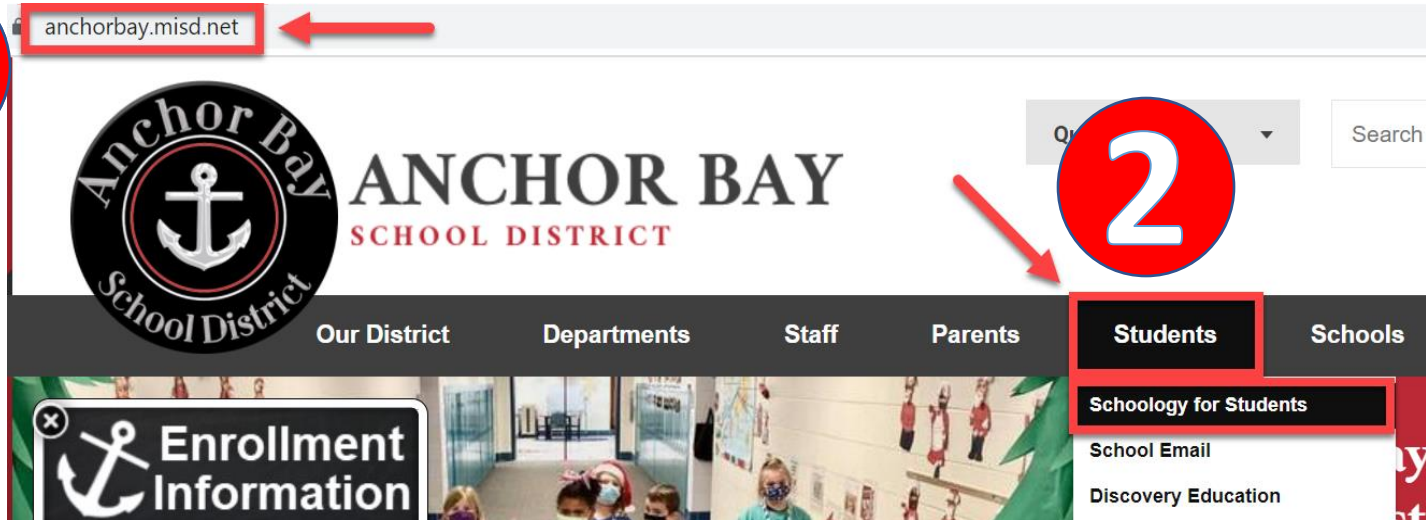 anchorbay.misd.net
Anchor Bay
School District
ANCHOR BAY
SCHOOL DISTRICT
2
Search
Our District
Departments
Staff
Parents
Students
Schools
Schoology for Students
School Email
Discovery Education
Enrollment
Information